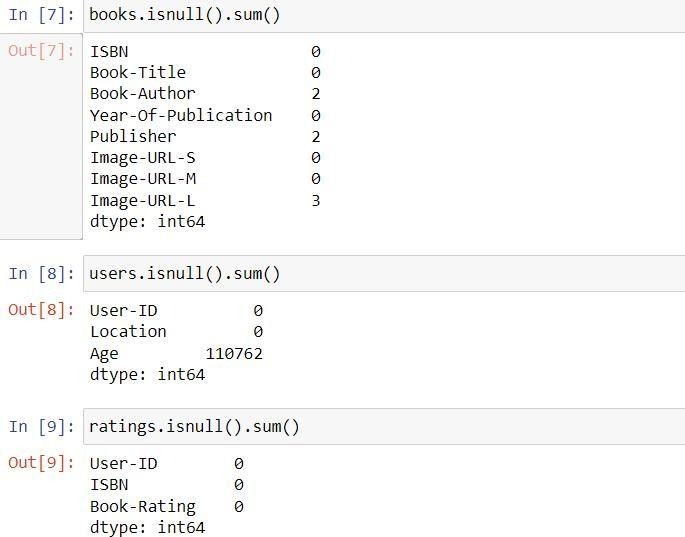 In [7]: books.isnull().sum()
Out[7]: ISBN 0
Book-Title 0
Book-Author 2
Year-Of-Publication 0
Publisher 2
Image-URL-S 0
Image-URL-M 0
Image-URL-L 3
dtype: int64
In [8]: users.isnull().sum()
Out[8]: User-ID 0
Location 0
Age 110762
dtype: int64
In [9]: ratings.isnull().sum()
Out[9]: User-ID 0
ISBN 0
Book-Rating 0
dtype: int64